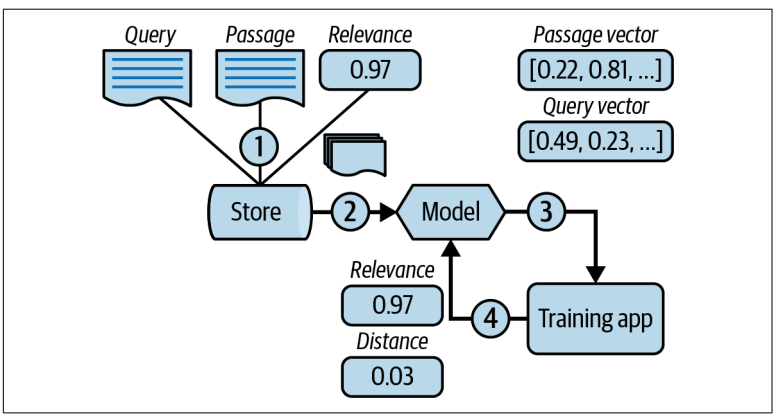 Query
Passage
Relevance
0.97
Passage vector
[0.22, 0.81, ...]
Query vector
[0.49, 0.23, ...]
1
Store
2
Model
3
Relevance
0.97
4
Training app
Distance
0.03